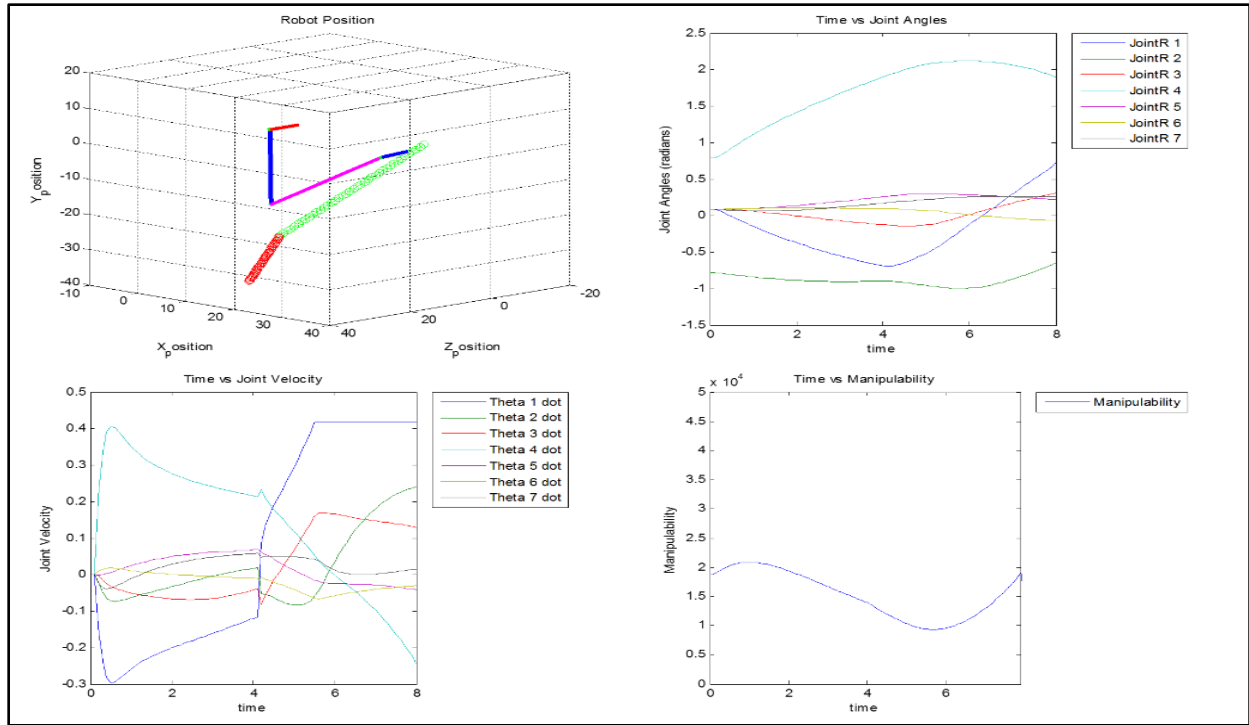 Robot Position
20
10
0
-10
-20
-30
-40
-10
0
10
20
30
40
40
20
0
-20
Y_position
X_position
Z_position
Time vs Joint Angles
2.5
2
1.5
1
0.5
0
-0.5
-1
-1.5
0
2
4
6
8
Joint Angles (radians)
time
JointR 1
JointR 2
JointR 3
JointR 4
JointR 5
JointR 6
JointR 7
Time vs Joint Velocity
0.5
0.4
0.3
0.2
0.1
0
-0.1
-0.2
-0.3
0
2
4
6
8
Joint Velocity
time
Theta 1 dot
Theta 2 dot
Theta 3 dot
Theta 4 dot
Theta 5 dot
Theta 6 dot
Theta 7 dot
Time vs Manipulability
x 10^4
5
4.5
4
3.5
3
2.5
2
1.5
1
0.5
0
0
2
4
6
Manipulability
time
Manipulability